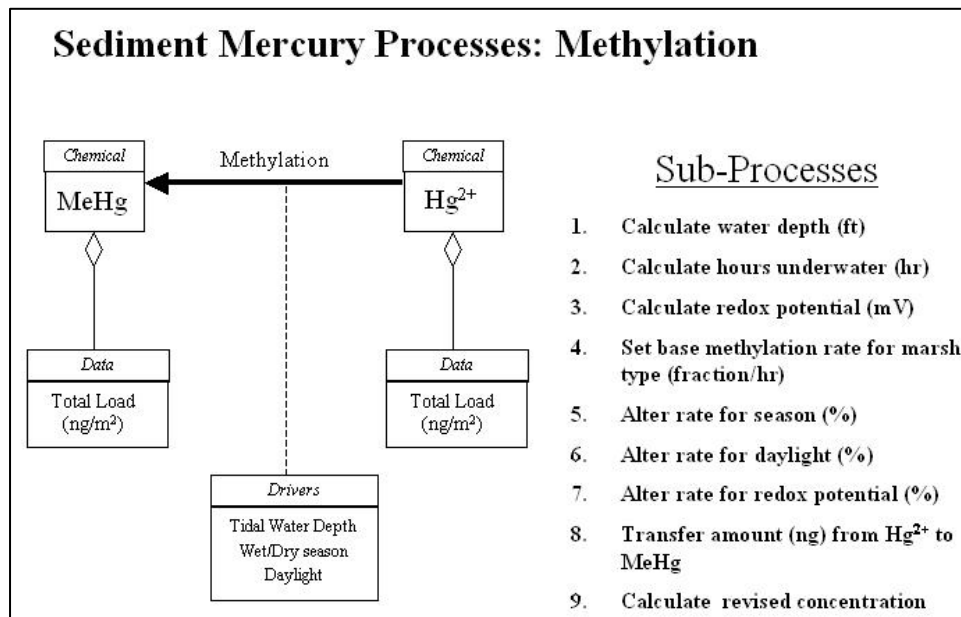 Sediment Mercury Processes: Methylation
Chemical
MeHg
Methylation
Chemical
Hg²⁺
Data
Total Load
(ng/m²)
Data
Total Load
(ng/m²)
Drivers
Tidal Water Depth
Wet/Dry season
Daylight
Sub-Processes
1. Calculate water depth (ft)
2. Calculate hours underwater (hr)
3. Calculate redox potential (mV)
4. Set base methylation rate for marsh
type (fraction/hr)
5. Alter rate for season (%)
6. Alter rate for daylight (%)
7. Alter rate for redox potential (%)
8. Transfer amount (ng) from Hg²⁺ to
MeHg
9. Calculate revised concentration